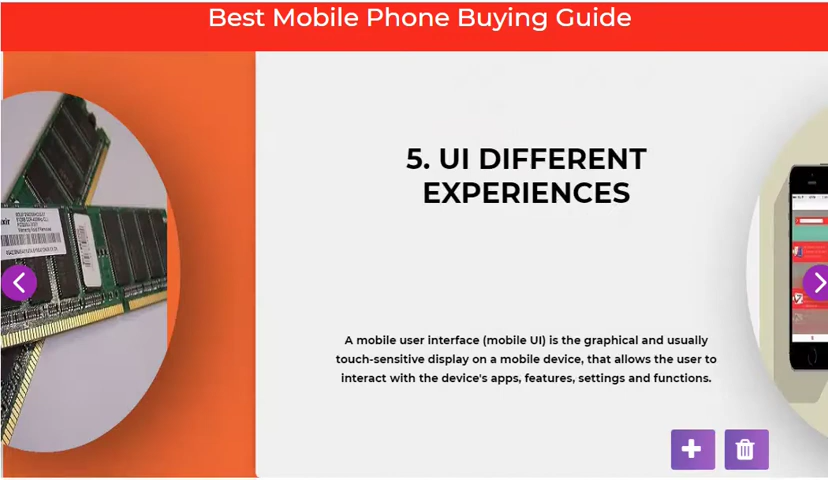 Best Mobile Phone Buying Guide
5. UI DIFFERENT
EXPERIENCES
A mobile user interface (mobile UI) is the graphical and usually
touch-sensitive display on a mobile device, that allows the user to
interact with the device's apps, features, settings and functions.